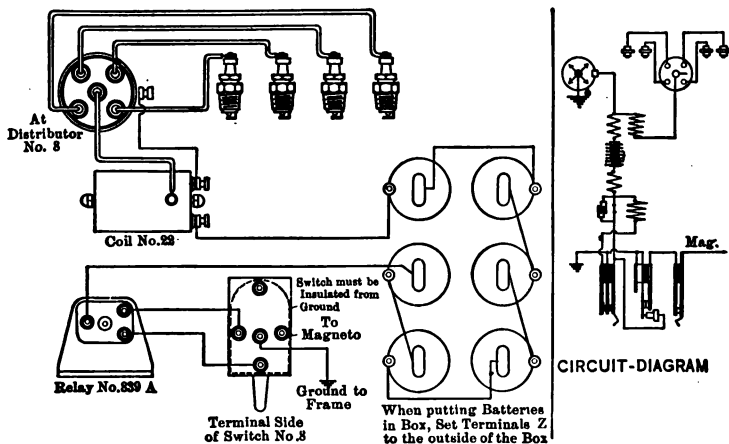 At
Distributor
No. 8
Coil No.22
Switch must be
Insulated from
Ground
To
Magneto
Relay No.839 A
Ground to
Frame
Terminal Side
of Switch No.8
When putting Batteries
in Box, Set Terminals Z
to the outside of the Box
Mag.
CIRCUIT-DIAGRAM